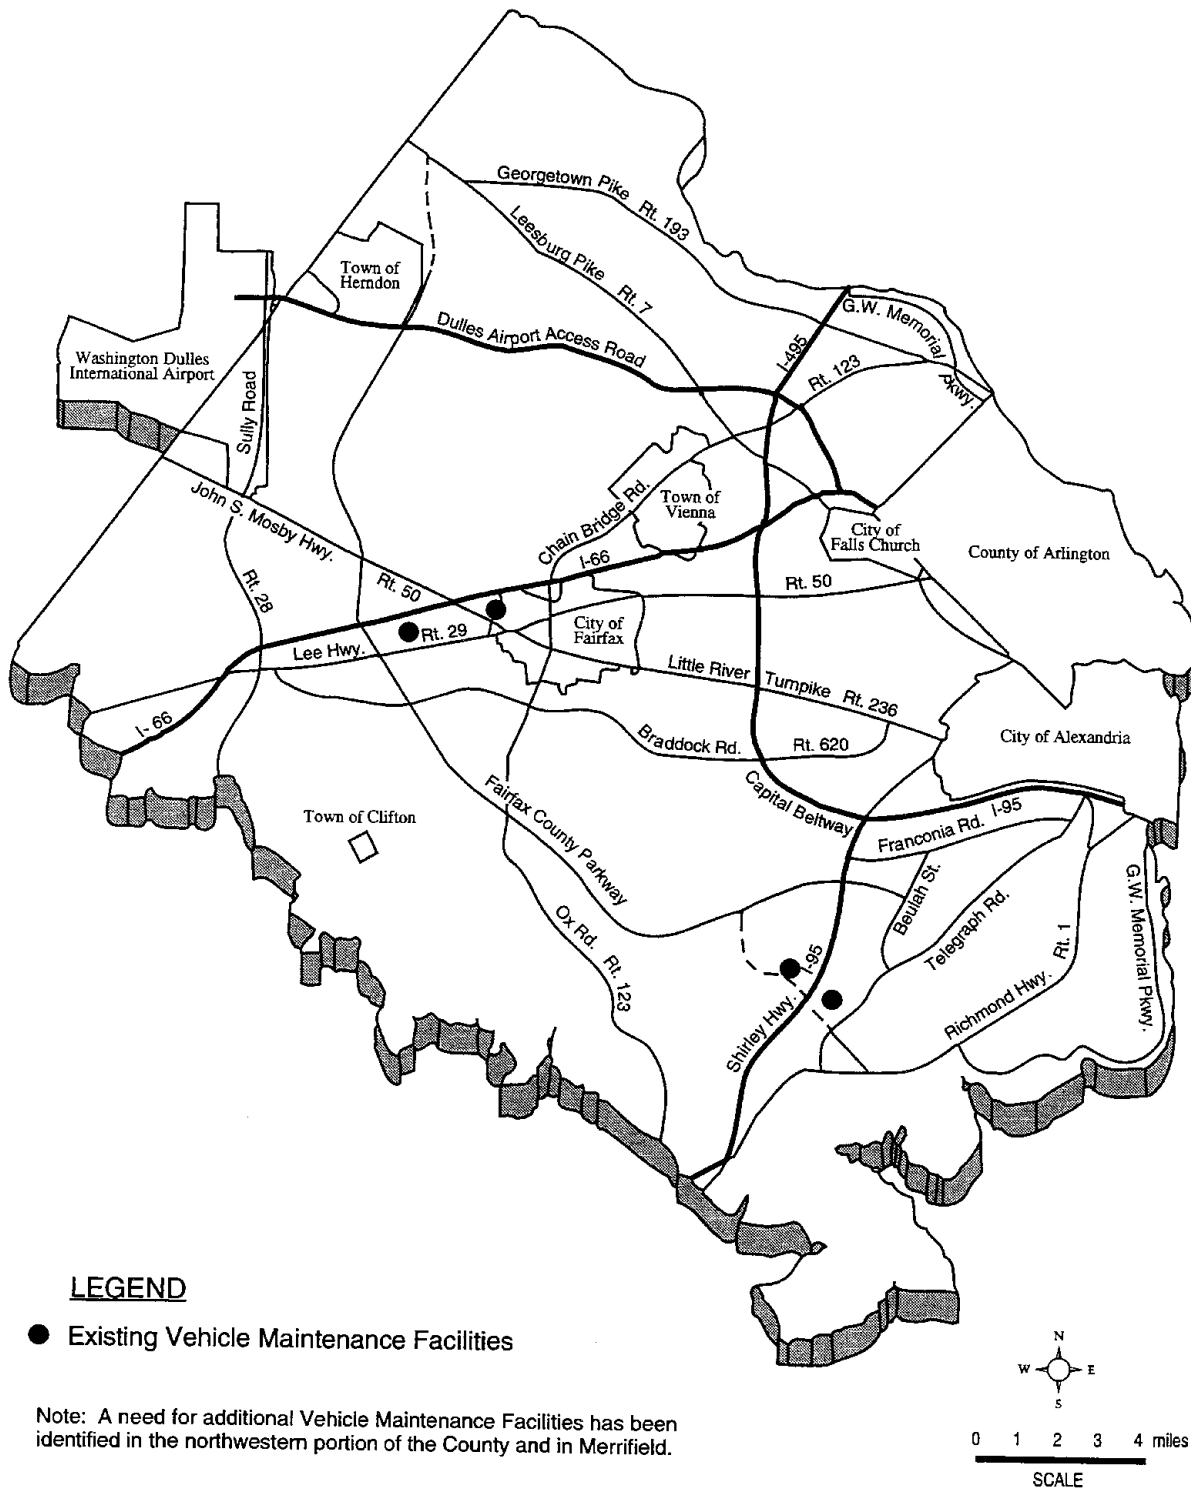 Georgetown Pike Rt. 193
Leesburg Pike Rt. 7
Town of
Herndon
Dulles Airport Access Road
G.W. Memorial Pkwy.
I-495
Rt. 123
Washington Dulles
International Airport
Sully Road
John S. Mosby Hwy.
Rt. 50
Chain Bridge Rd.
Town of
Vienna
City of
Falls Church
County of Arlington
I-66
Rt. 50
Rt. 28
City of
Fairfax
Rt. 29
Lee Hwy.
Little River Turnpike Rt. 236
I-66
Braddock Rd. Rt. 620
City of Alexandria
Capital Beltway
I-95
Franconia Rd.
Town of Clifton
Fairfax County Parkway
Beulah St.
Telegraph Rd.
G.W. Memorial Pkwy.
Ox Rd. Rt. 123
I-95
Shirley Hwy.
Richmond Hwy. Rt. 1
LEGEND
Existing Vehicle Maintenance Facilities
Note: A need for additional Vehicle Maintenance Facilities has been
identified in the northwestern portion of the County and in Merrifield.
N
W E
S
0 1 2 3 4 miles
SCALE